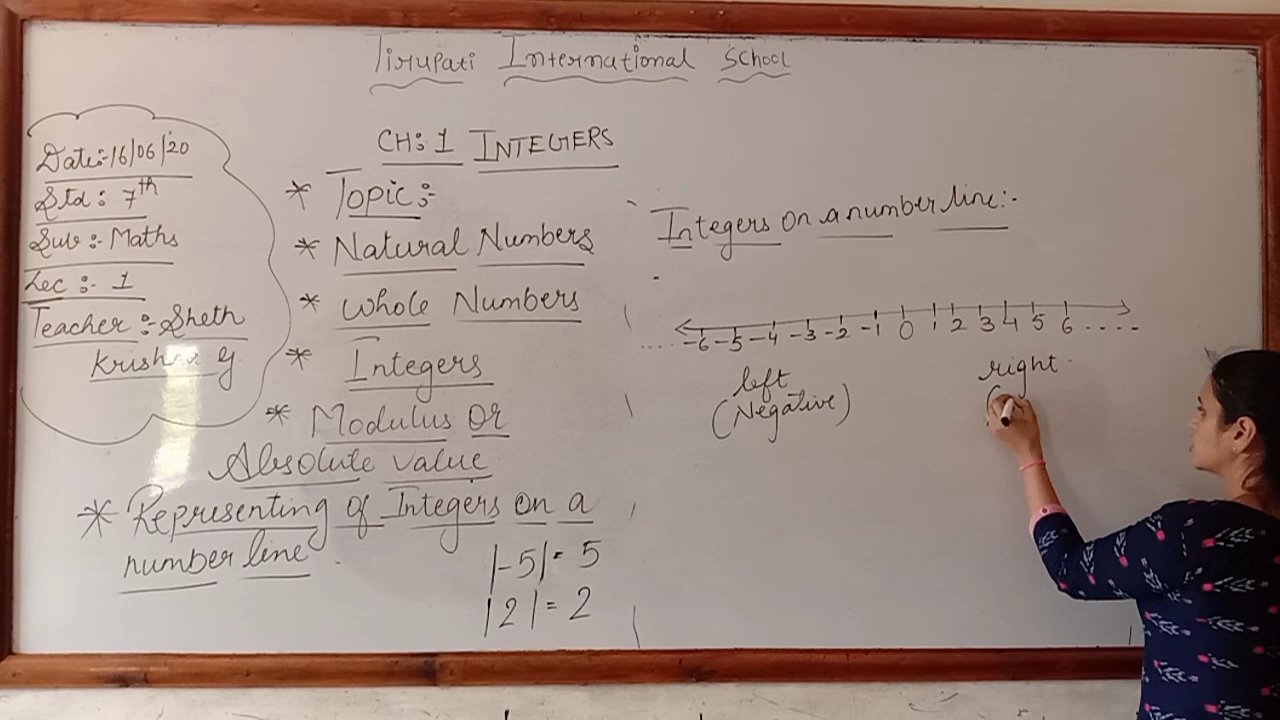 Tirupati International School
Date:-16/06/20
Std : 7th
Sub :- Maths
Lec :- 1
Teacher :- Sheth
Krishna G
CH: 1 INTEGERS
* Topic :-
* Natural Numbers
* Whole Numbers
* Integers
* Modulus or
Absolute value
* Representing of Integers on a
number line.
|-5| = 5
|2| = 2
Integers on a number line:-
.... -6 -5 -4 -3 -2 -1 0 1 2 3 4 5 6 ....
left
(Negative)
right
(